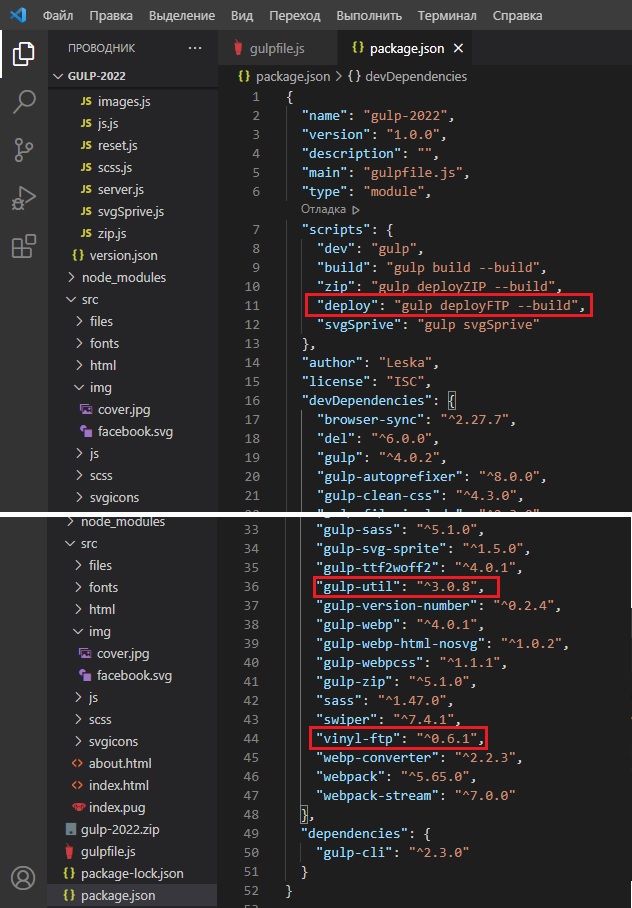 Файл Правка Выделение Вид Переход Выполнить Терминал Справка
ПРОВОДНИК ...
GULP-2022
JS images.js
JS js.js
JS reset.js
JS scss.js
JS server.js
JS svgSprive.js
JS zip.js
{} version.json
node_modules
src
files
fonts
html
img
cover.jpg
facebook.svg
js
scss
svgicons
gulpfile.js
{} package.json ×
{} package.json > {} devDependencies
1 {
2 "name": "gulp-2022",
3 "version": "1.0.0",
4 "description": "",
5 "main": "gulpfile.js",
6 "type": "module",
Отладка
7 "scripts": {
8 "dev": "gulp",
9 "build": "gulp build --build",
10 "zip": "gulp deployZIP --build",
11 "deploy": "gulp deployFTP --build",
12 "svgSprive": "gulp svgSprive"
13 },
14 "author": "Leska",
15 "license": "ISC",
16 "devDependencies": {
17 "browser-sync": "^2.27.7",
18 "del": "^6.0.0",
19 "gulp": "^4.0.2",
20 "gulp-autoprefixer": "^8.0.0",
21 "gulp-clean-css": "^4.3.0",
node_modules
src
files
fonts
html
img
cover.jpg
facebook.svg
js
scss
svgicons
<> about.html
<> index.html
index.pug
gulp-2022.zip
gulpfile.js
{} package-lock.json
{} package.json
33 "gulp-sass": "^5.1.0",
34 "gulp-svg-sprite": "^1.5.0",
35 "gulp-ttf2woff2": "^4.0.1",
36 "gulp-util": "^3.0.8",
37 "gulp-version-number": "^0.2.4",
38 "gulp-webp": "^4.0.1",
39 "gulp-webp-html-nosvg": "^1.0.2",
40 "gulp-webpcss": "^1.1.1",
41 "gulp-zip": "^5.1.0",
42 "sass": "^1.47.0",
43 "swiper": "^7.4.1",
44 "vinyl-ftp": "^0.6.1",
45 "webp-converter": "^2.2.3",
46 "webpack": "^5.65.0",
47 "webpack-stream": "^7.0.0"
48 },
49 "dependencies": {
50 "gulp-cli": "^2.3.0"
51 }
52 }